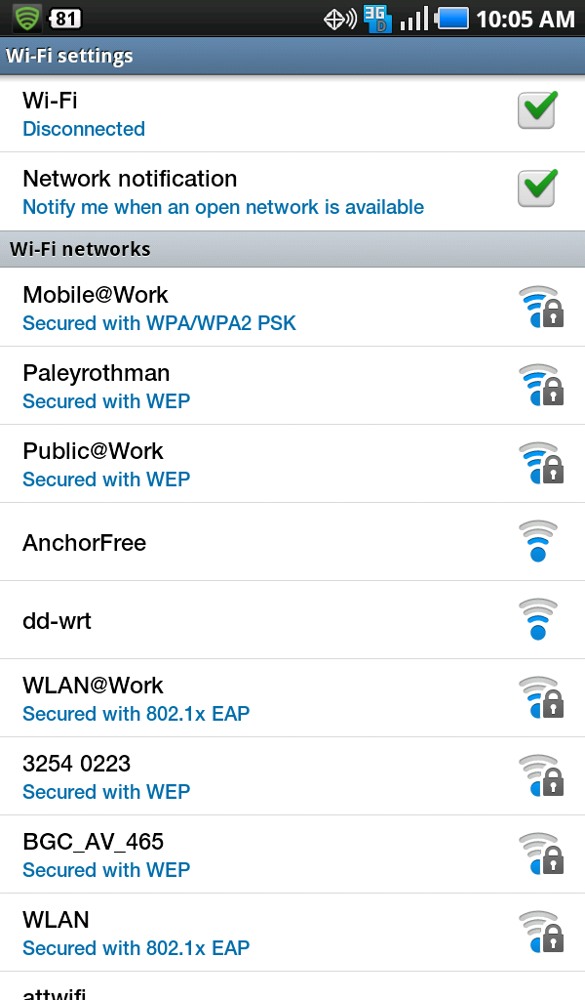 81
3G
D
10:05 AM
Wi-Fi settings
Wi-Fi
Disconnected
Network notification
Notify me when an open network is available
Wi-Fi networks
Mobile@Work
Secured with WPA/WPA2 PSK
Paleyrothman
Secured with WEP
Public@Work
Secured with WEP
AnchorFree
dd-wrt
WLAN@Work
Secured with 802.1x EAP
3254 0223
Secured with WEP
BGC_AV_465
Secured with WEP
WLAN
Secured with 802.1x EAP
attwifi